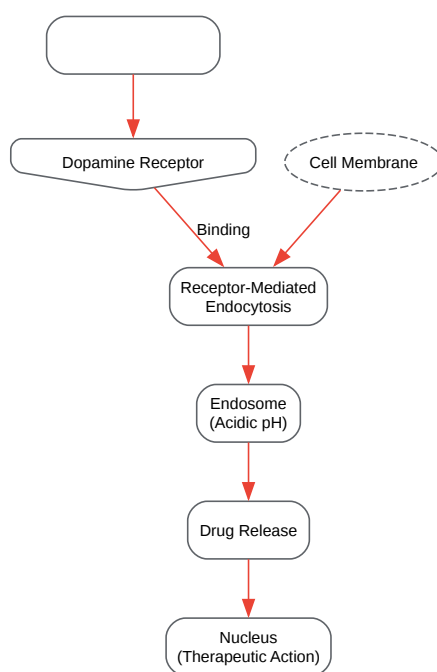 Dopamine Receptor
Cell Membrane
Binding
Receptor-Mediated
Endocytosis
Endosome
(Acidic pH)
Drug Release
Nucleus
(Therapeutic Action)